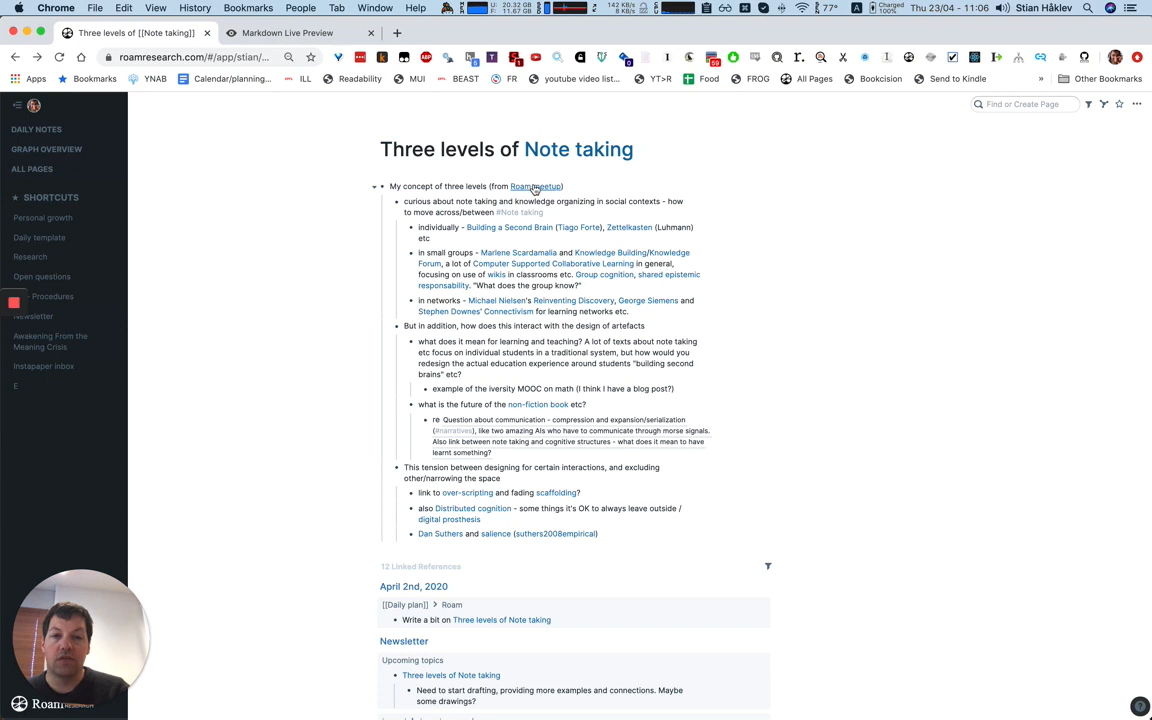 Chrome File Edit View History Bookmarks People Tab Window Help
U: 20.32 GB
F: 11.67 GB
142 KB/s
8 KB/s
77°
Charged
100%
Thu 23/04 - 11:06
Stian Håklev
Three levels of [[Note taking]]
Markdown Live Preview
roamresearch.com/#/app/stian/...
Apps Bookmarks YNAB Calendar/planning... ILL Readability MUI BEAST FR youtube video list... YT>R Food FROG All Pages Bookcision Send to Kindle » Other Bookmarks
Find or Create Page
DAILY NOTES
GRAPH OVERVIEW
ALL PAGES
SHORTCUTS
Personal growth
Daily template
Research
Open questions
Procedures
Newsletter
Awakening From the
Meaning Crisis
Instapaper inbox
E
Three levels of Note taking
My concept of three levels (from Roam meetup)
curious about note taking and knowledge organizing in social contexts - how
to move across/between #Note taking
individually - Building a Second Brain (Tiago Forte), Zettelkasten (Luhmann)
etc
in small groups - Marlene Scardamalia and Knowledge Building/Knowledge
Forum, a lot of Computer Supported Collaborative Learning in general,
focusing on use of wikis in classrooms etc. Group cognition, shared epistemic
responsability. "What does the group know?"
in networks - Michael Nielsen's Reinventing Discovery, George Siemens and
Stephen Downes' Connectivism for learning networks etc.
But in addition, how does this interact with the design of artefacts
what does it mean for learning and teaching? A lot of texts about note taking
etc focus on individual students in a traditional system, but how would you
redesign the actual education experience around students "building second
brains" etc?
example of the iversity MOOC on math (I think I have a blog post?)
what is the future of the non-fiction book etc?
re Question about communication - compression and expansion/serialization
(#narratives), like two amazing AIs who have to communicate through morse signals.
Also link between note taking and cognitive structures - what does it mean to have
learnt something?
This tension between designing for certain interactions, and excluding
other/narrowing the space
link to over-scripting and fading scaffolding?
also Distributed cognition - some things it's OK to always leave outside /
digital prosthesis
Dan Suthers and salience (suthers2008empirical)
12 Linked References
April 2nd, 2020
[[Daily plan]] > Roam
Write a bit on Three levels of Note taking
Newsletter
Upcoming topics
Three levels of Note taking
Need to start drafting, providing more examples and connections. Maybe
some drawings?
Roam